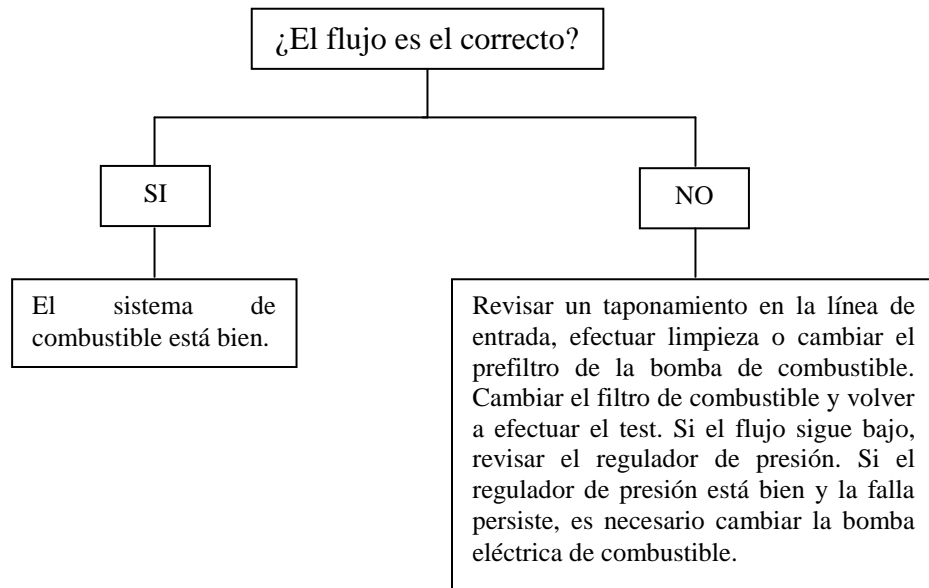 ¿El flujo es el correcto?
SI
NO
El sistema de
combustible está bien.
Revisar un taponamiento en la línea de
entrada, efectuar limpieza o cambiar el
prefiltro de la bomba de combustible.
Cambiar el filtro de combustible y volver
a efectuar el test. Si el flujo sigue bajo,
revisar el regulador de presión. Si el
regulador de presión está bien y la falla
persiste, es necesario cambiar la bomba
eléctrica de combustible.